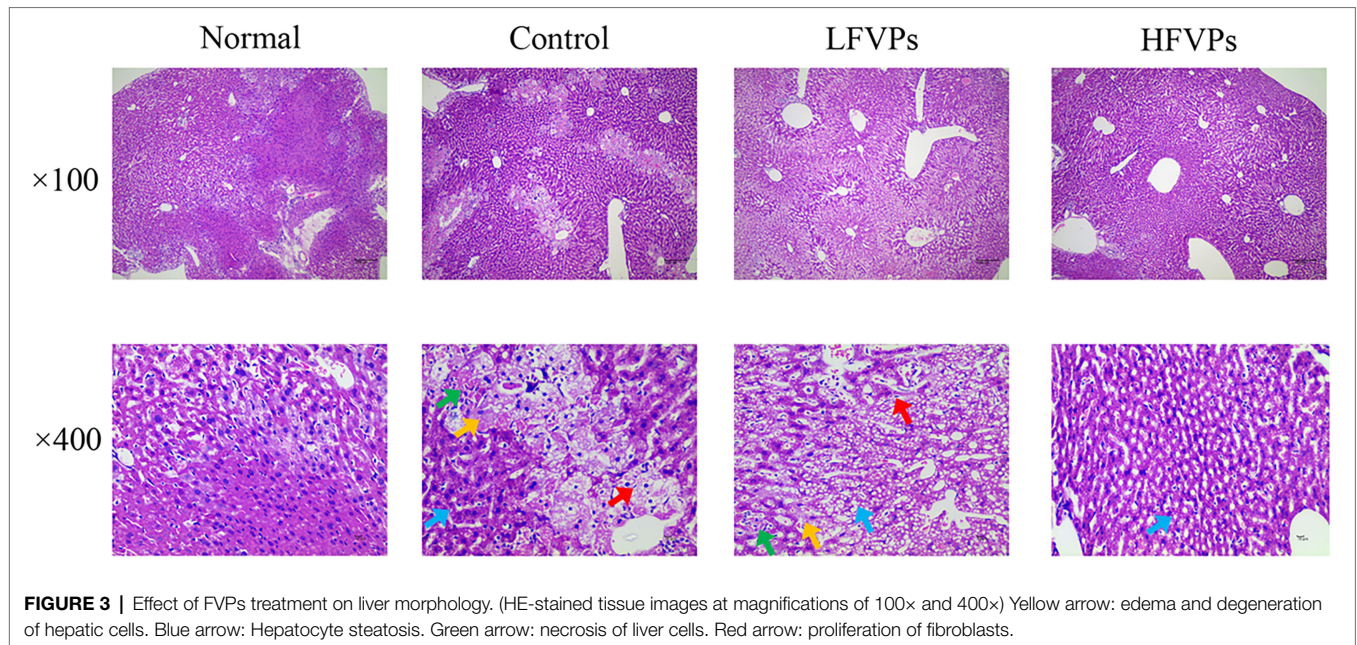 Normal Control LFVPs HFVPs
×100
×400
FIGURE 3 | Effect of FVPs treatment on liver morphology. (HE-stained tissue images at magnifications of 100× and 400×) Yellow arrow: edema and degeneration
of hepatic cells. Blue arrow: Hepatocyte steatosis. Green arrow: necrosis of liver cells. Red arrow: proliferation of fibroblasts.